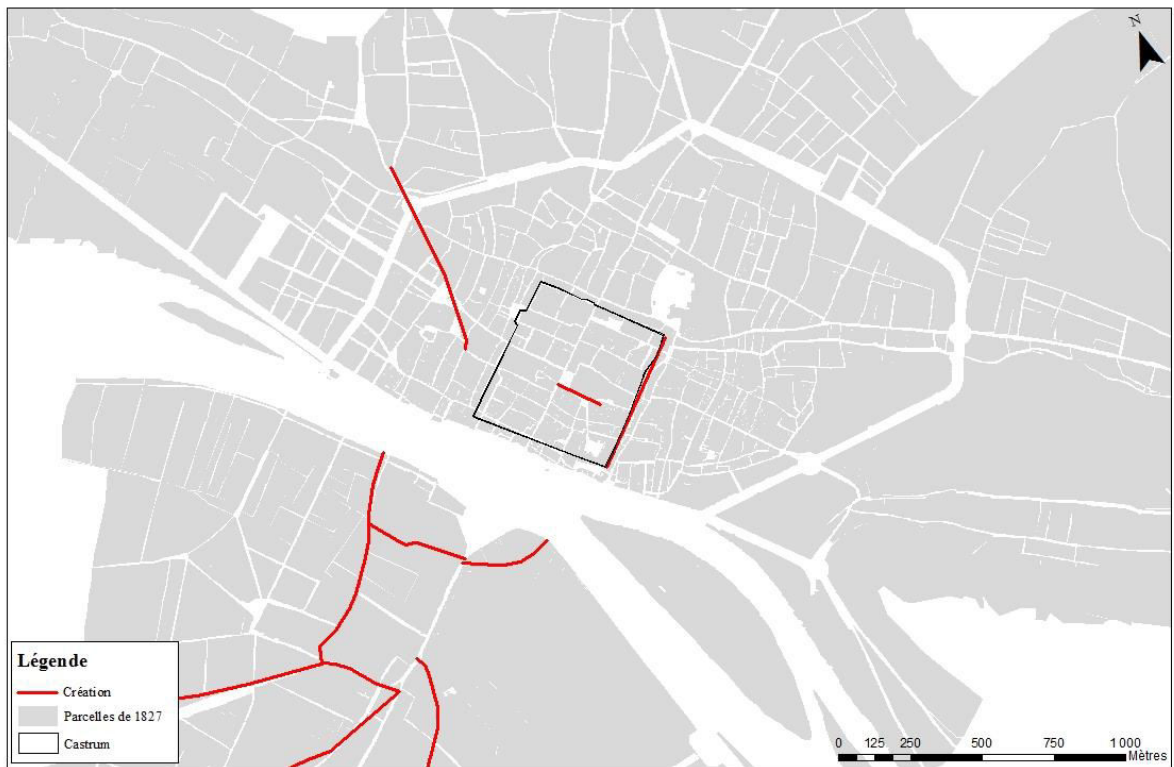 N
Légende
Création
Parcelles de 1827
Castrum
0 125 250 500 750 1 000
Mètres